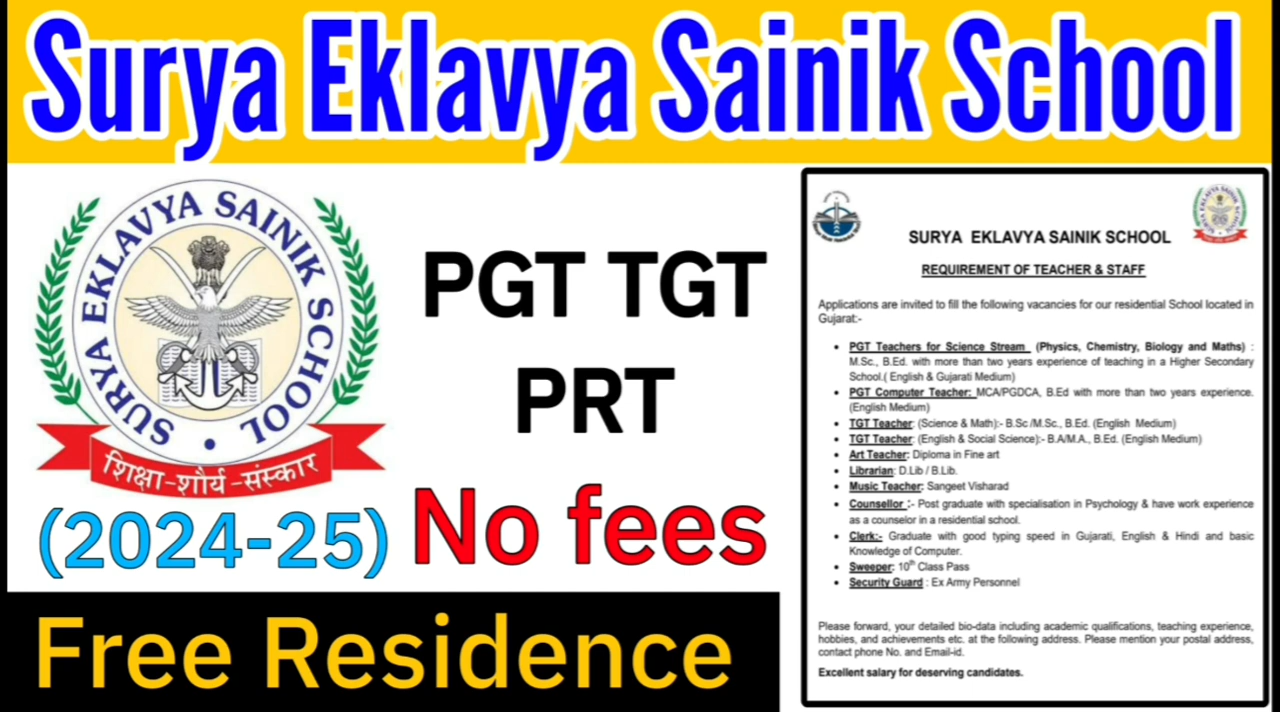 Surya Eklavya Sainik School
SURYA EKLAVYA SAINIK SCHOOL
शिक्षा-शौर्य-संस्कार
(2024-25)
PGT TGT
PRT
No fees
Free Residence
SURYA EKLAVYA SAINIK SCHOOL
REQUIREMENT OF TEACHER & STAFF
Applications are invited to fill the following vacancies for our residential School located in
Gujarat:-
• PGT Teachers for Science Stream (Physics, Chemistry, Biology and Maths) :
M.Sc., B.Ed. with more than two years experience of teaching in a Higher Secondary
School.( English & Gujarati Medium)
• PGT Computer Teacher: MCA/PGDCA, B.Ed with more than two years experience.
(English Medium)
• TGT Teacher: (Science & Math):- B.Sc /M.Sc., B.Ed. (English Medium)
• TGT Teacher: (English & Social Science):- B.A/M.A., B.Ed. (English Medium)
• Art Teacher: Diploma in Fine art
• Librarian: D.Lib / B.Lib.
• Music Teacher: Sangeet Visharad
• Counsellor :- Post graduate with specialisation in Psychology & have work experience
as a counselor in a residential school.
• Clerk:- Graduate with good typing speed in Gujarati, English & Hindi and basic
Knowledge of Computer.
• Sweeper: 10th Class Pass
• Security Guard : Ex Army Personnel
Please forward, your detailed bio-data including academic qualifications, teaching experience,
hobbies, and achievements etc. at the following address. Please mention your postal address,
contact phone No. and Email-id.
Excellent salary for deserving candidates.